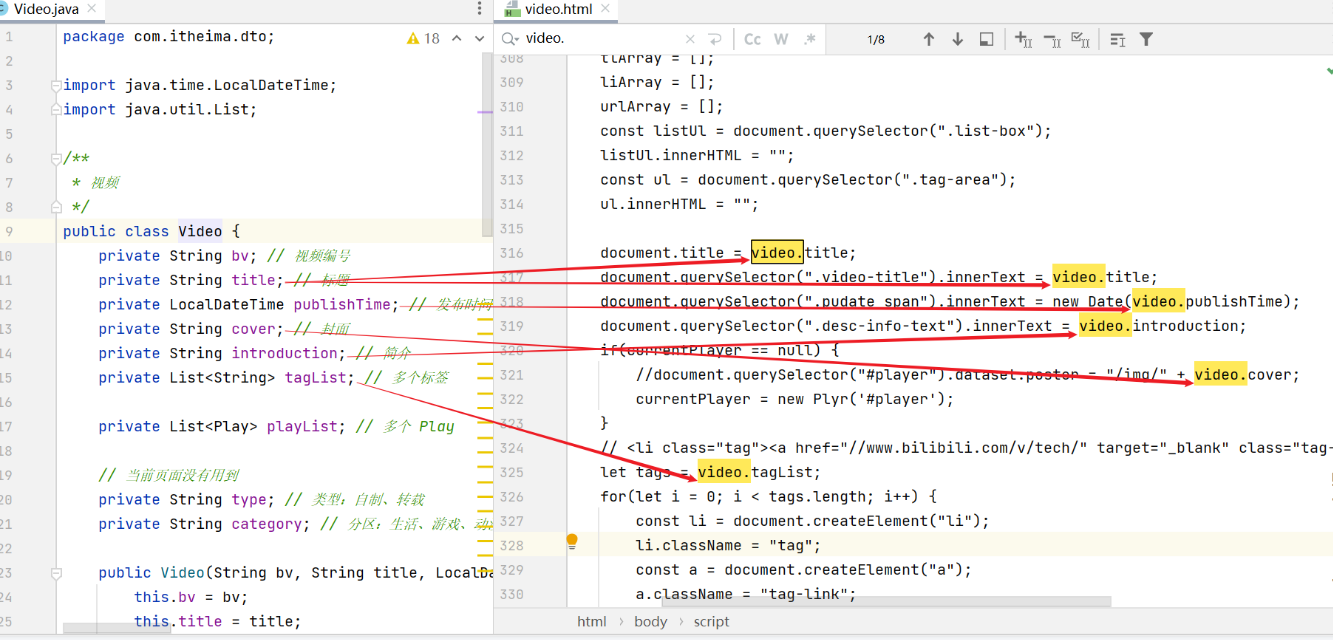 Video.java
1 package com.itheima.dto;
18
2
3 import java.time.LocalDateTime;
4 import java.util.List;
5
6 /**
7 * 视频
8 */
9 public class Video {
10 private String bv; // 视频编号
11 private String title; // 标题
12 private LocalDateTime publishTime; // 发布时间
13 private String cover; // 封面
14 private String introduction; // 简介
15 private List<String> tagList; // 多个标签
16
17 private List<Play> playList; // 多个 Play
18
19 // 当前页面没有用到
20 private String type; // 类型：自制、转载
21 private String category; // 分区：生活、游戏、动
22
23 public Video(String bv, String title, LocalDa
24 this.bv = bv;
25 this.title = title;
video.html
video.
Cc W .*
1/8
308 tlArray = [];
309 liArray = [];
310 urlArray = [];
311 const listUl = document.querySelector(".list-box");
312 listUl.innerHTML = "";
313 const ul = document.querySelector(".tag-area");
314 ul.innerHTML = "";
315
316 document.title = video.title;
317 document.querySelector(".video-title").innerText = video.title;
318 document.querySelector(".pudate span").innerText = new Date(video.publishTime);
319 document.querySelector(".desc-info-text").innerText = video.introduction;
320 if(currentPlayer == null) {
321 //document.querySelector("#player").dataset.poster = "/img/" + video.cover;
322 currentPlayer = new Plyr('#player');
323 }
324 // <li class="tag"><a href="//www.bilibili.com/v/tech/" target="_blank" class="tag-
325 let tags = video.tagList;
326 for(let i = 0; i < tags.length; i++) {
327 const li = document.createElement("li");
328 li.className = "tag";
329 const a = document.createElement("a");
330 a.className = "tag-link";
html › body › script